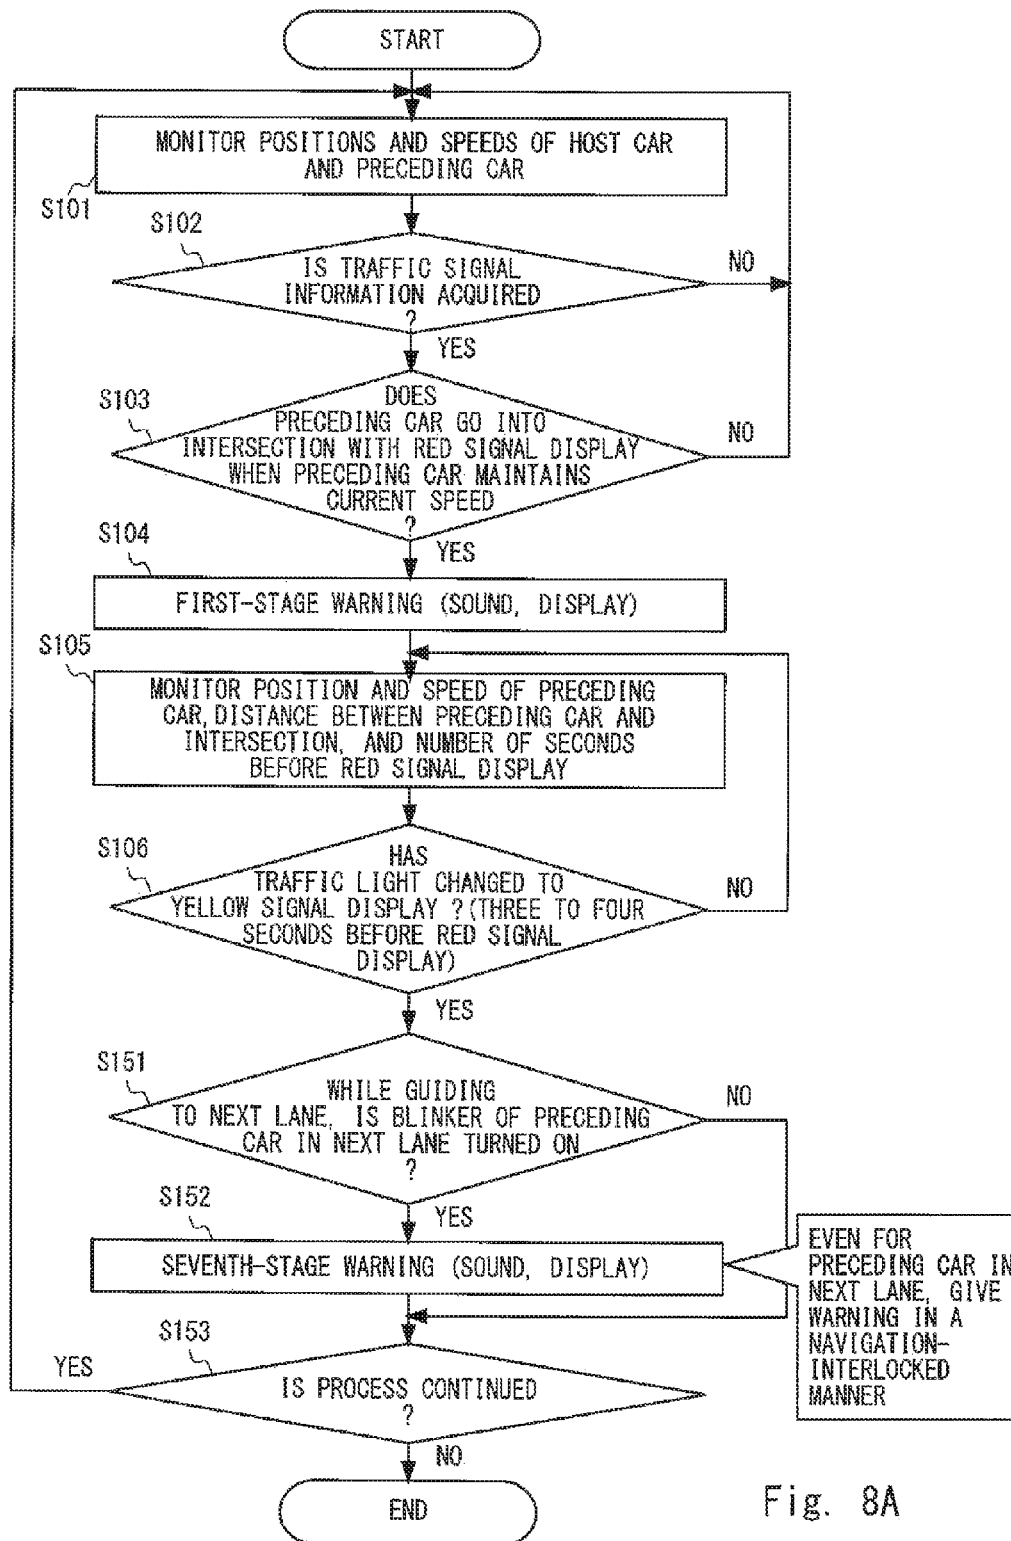 START
MONITOR POSITIONS AND SPEEDS OF HOST CAR
AND PRECEDING CAR
S101
S102
IS TRAFFIC SIGNAL
INFORMATION ACQUIRED
?
NO
YES
S103
DOES
PRECEDING CAR GO INTO
INTERSECTION WITH RED SIGNAL DISPLAY
WHEN PRECEDING CAR MAINTAINS
CURRENT SPEED
?
NO
YES
S104
FIRST-STAGE WARNING (SOUND, DISPLAY)
S105
MONITOR POSITION AND SPEED OF PRECEDING
CAR, DISTANCE BETWEEN PRECEDING CAR AND
INTERSECTION, AND NUMBER OF SECONDS
BEFORE RED SIGNAL DISPLAY
S106
HAS
TRAFFIC LIGHT CHANGED TO
YELLOW SIGNAL DISPLAY ? (THREE TO FOUR
SECONDS BEFORE RED SIGNAL
DISPLAY)
NO
YES
S151
WHILE GUIDING
TO NEXT LANE, IS BLINKER OF PRECEDING
CAR IN NEXT LANE TURNED ON
?
NO
YES
S152
SEVENTH-STAGE WARNING (SOUND, DISPLAY)
EVEN FOR
PRECEDING CAR IN
NEXT LANE, GIVE
WARNING IN A
NAVIGATION-
INTERLOCKED
MANNER
S153
YES
IS PROCESS CONTINUED
?
NO
END
Fig. 8A